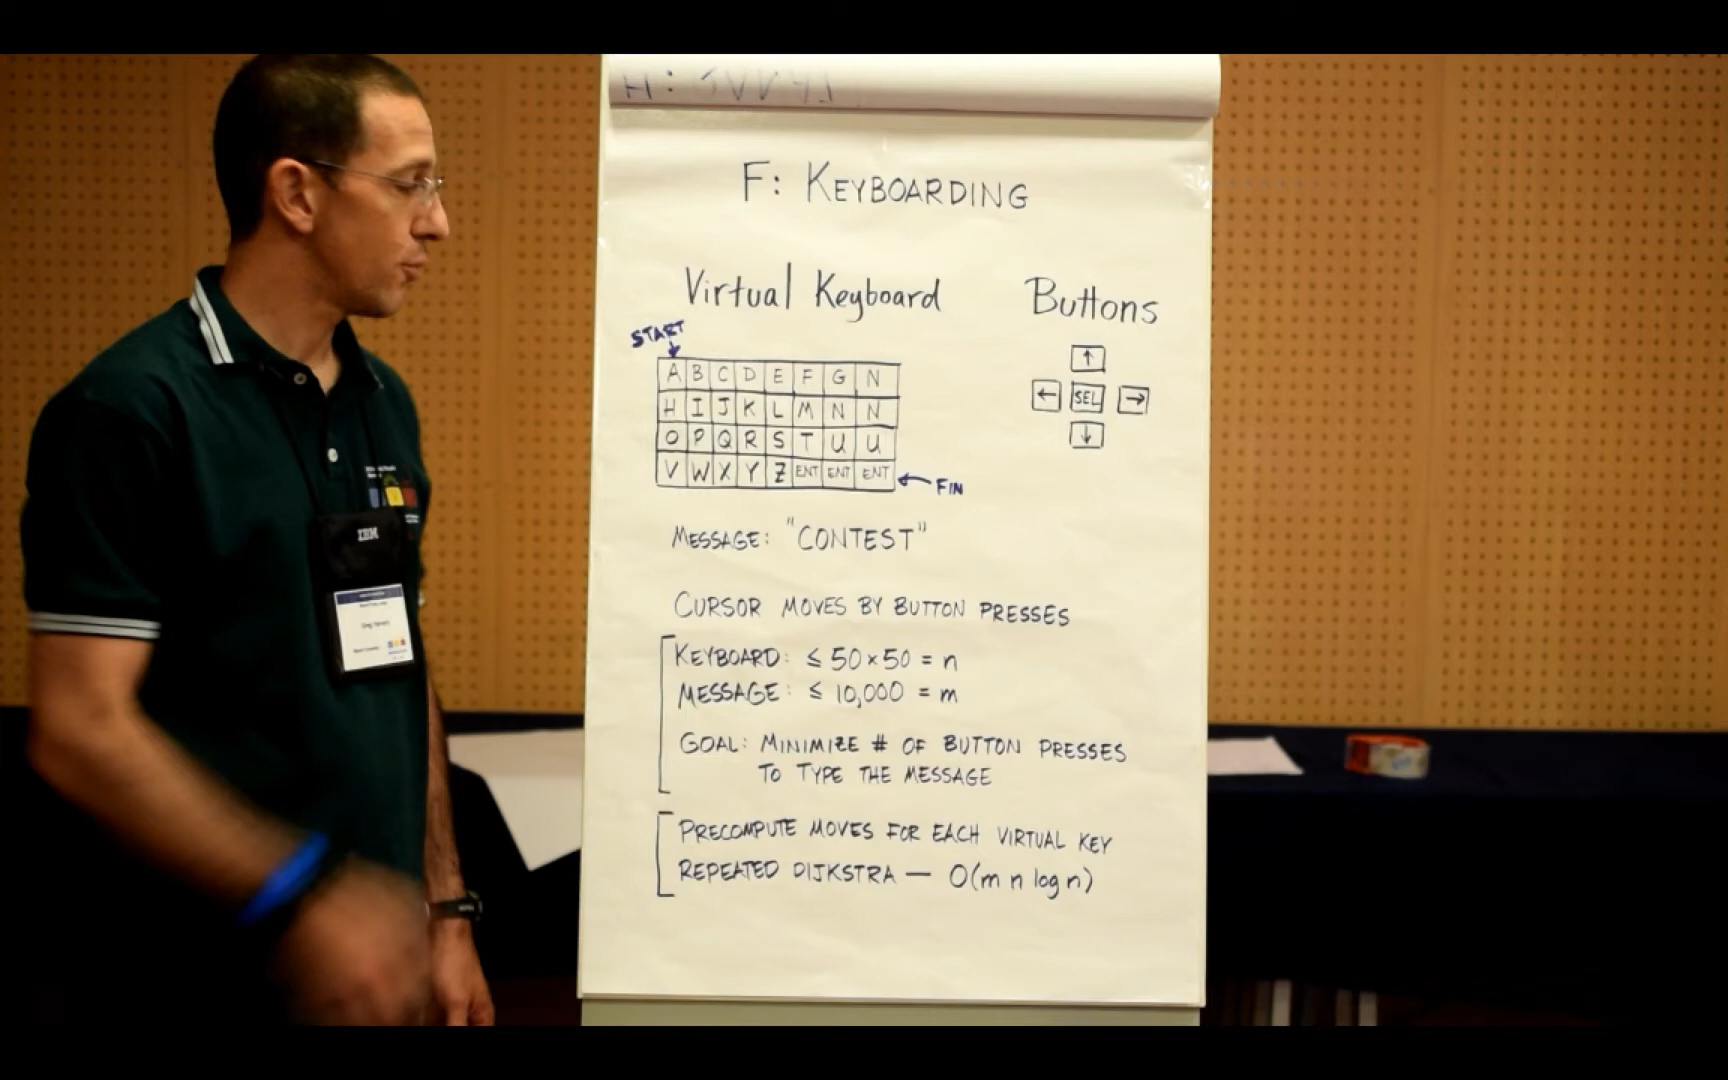 F: KEYBOARDING
Virtual Keyboard
Buttons
START
A B C D E F G N
H I J K L M N N
O P Q R S T U U
V W X Y Z ENT ENT ENT
FIN
↑
← SEL →
↓
MESSAGE: "CONTEST"
CURSOR MOVES BY BUTTON PRESSES
KEYBOARD: ≤ 50×50 = n
MESSAGE: ≤ 10,000 = m
GOAL: MINIMIZE # OF BUTTON PRESSES
TO TYPE THE MESSAGE
PRECOMPUTE MOVES FOR EACH VIRTUAL KEY
REPEATED DIJKSTRA — O(m n log n)
IBM